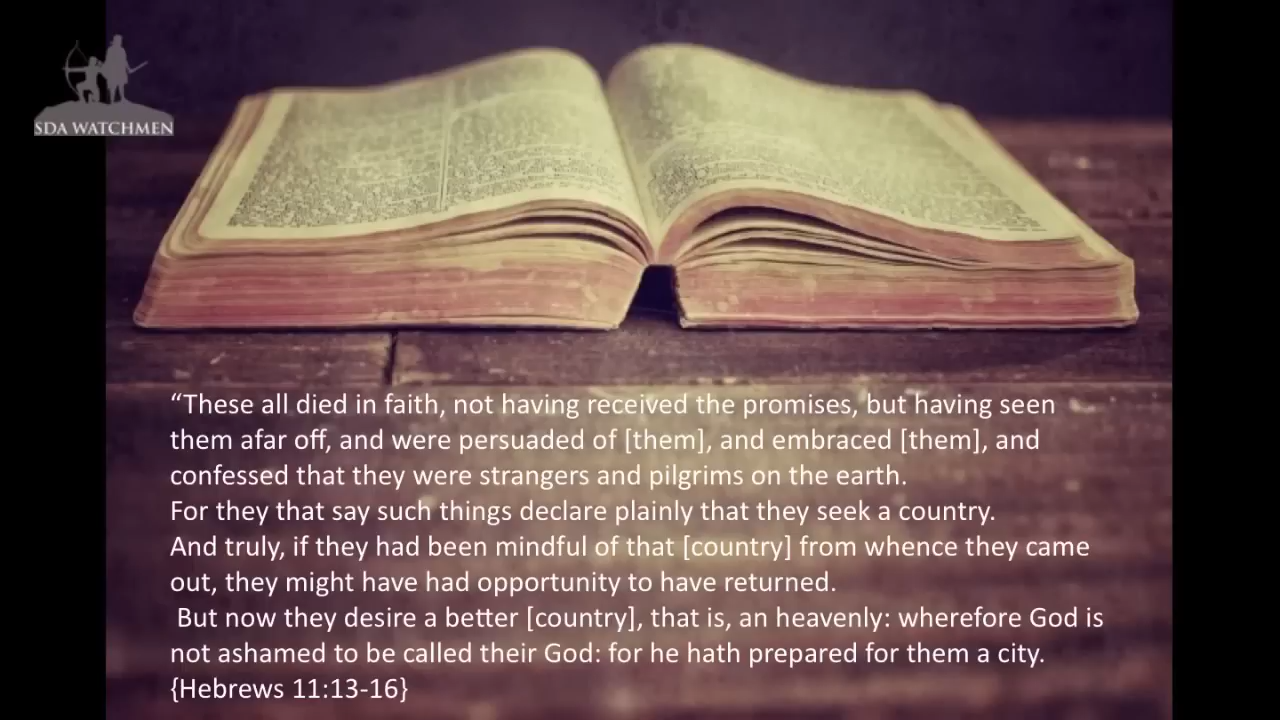 SDA WATCHMEN
“These all died in faith, not having received the promises, but having seen
them afar off, and were persuaded of [them], and embraced [them], and
confessed that they were strangers and pilgrims on the earth.
For they that say such things declare plainly that they seek a country.
And truly, if they had been mindful of that [country] from whence they came
out, they might have had opportunity to have returned.
But now they desire a better [country], that is, an heavenly: wherefore God is
not ashamed to be called their God: for he hath prepared for them a city.
{Hebrews 11:13-16}